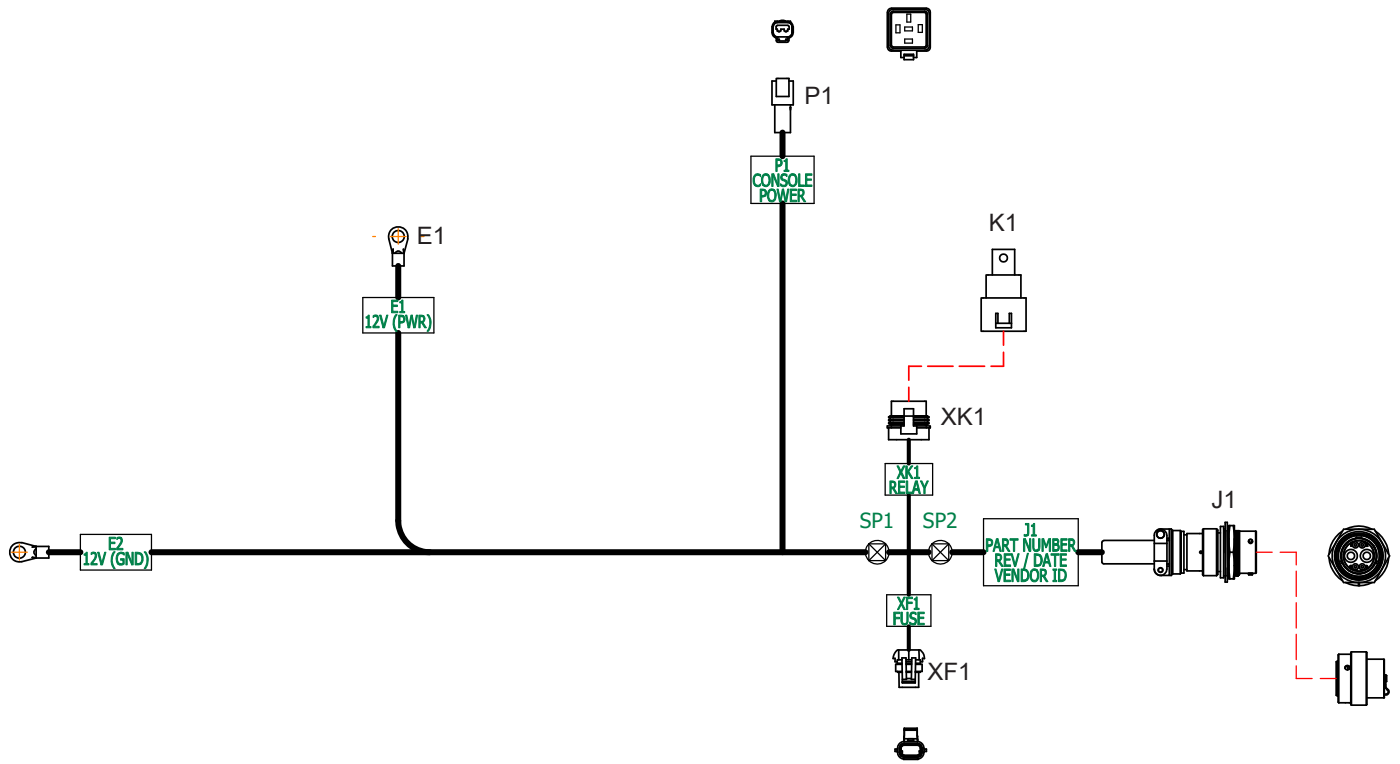 P1
P1
CONSOLE
POWER
K1
E1
E1
12V (PWR)
XK1
XK1
RELAY
SP1
SP2
J1
J1
PART NUMBER
REV / DATE
VENDOR ID
E2
12V (GND)
XF1
FUSE
XF1